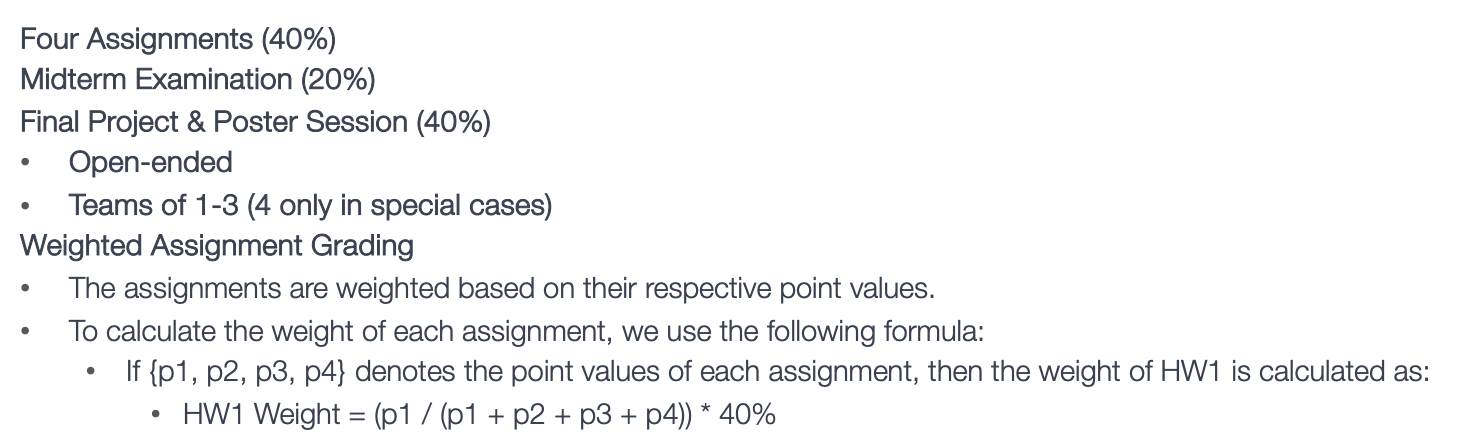 Four Assignments (40%)
Midterm Examination (20%)
Final Project & Poster Session (40%)
• Open-ended
• Teams of 1-3 (4 only in special cases)
Weighted Assignment Grading
• The assignments are weighted based on their respective point values.
• To calculate the weight of each assignment, we use the following formula:
• If {p1, p2, p3, p4} denotes the point values of each assignment, then the weight of HW1 is calculated as:
• HW1 Weight = (p1 / (p1 + p2 + p3 + p4)) * 40%